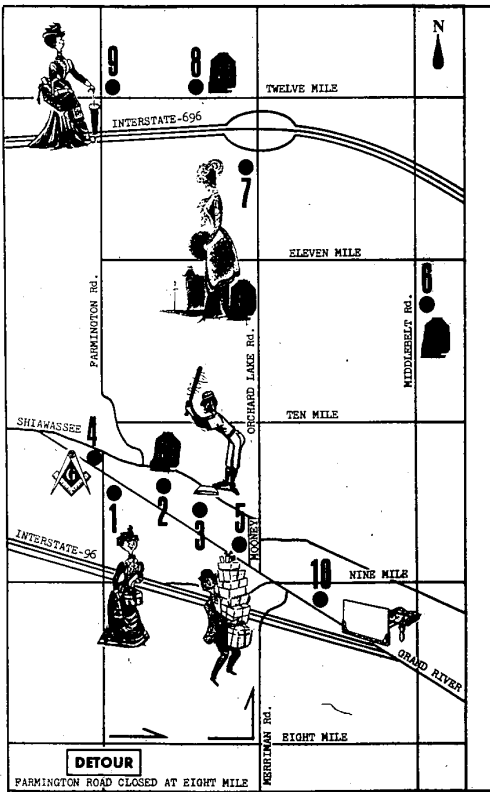 N
9
8
TWELVE MILE
INTERSTATE-696
7
ELEVEN MILE
6
FARMINGTON Rd.
ORCHARD LAKE Rd.
MIDDLEBELT Rd.
TEN MILE
SHIAWASSEE
4
G
1
2
3
5
MOONEY
INTERSTATE-96
10
NINE MILE
GRAND RIVER
MERRIMAN Rd.
EIGHT MILE
DETOUR
FARMINGTON ROAD CLOSED AT EIGHT MILE